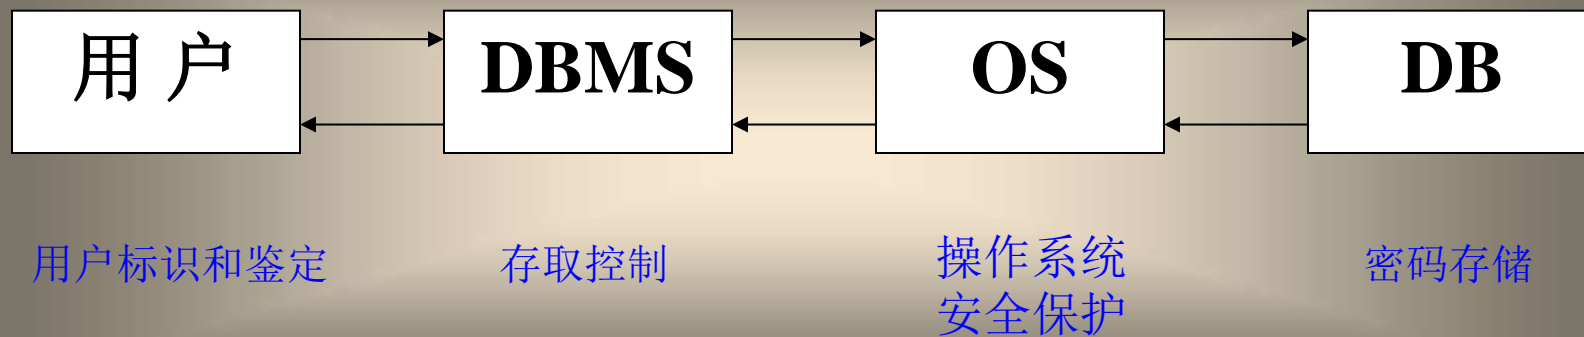 用 户
DBMS
OS
DB
用户标识和鉴定
存取控制
操作系统
安全保护
密码存储